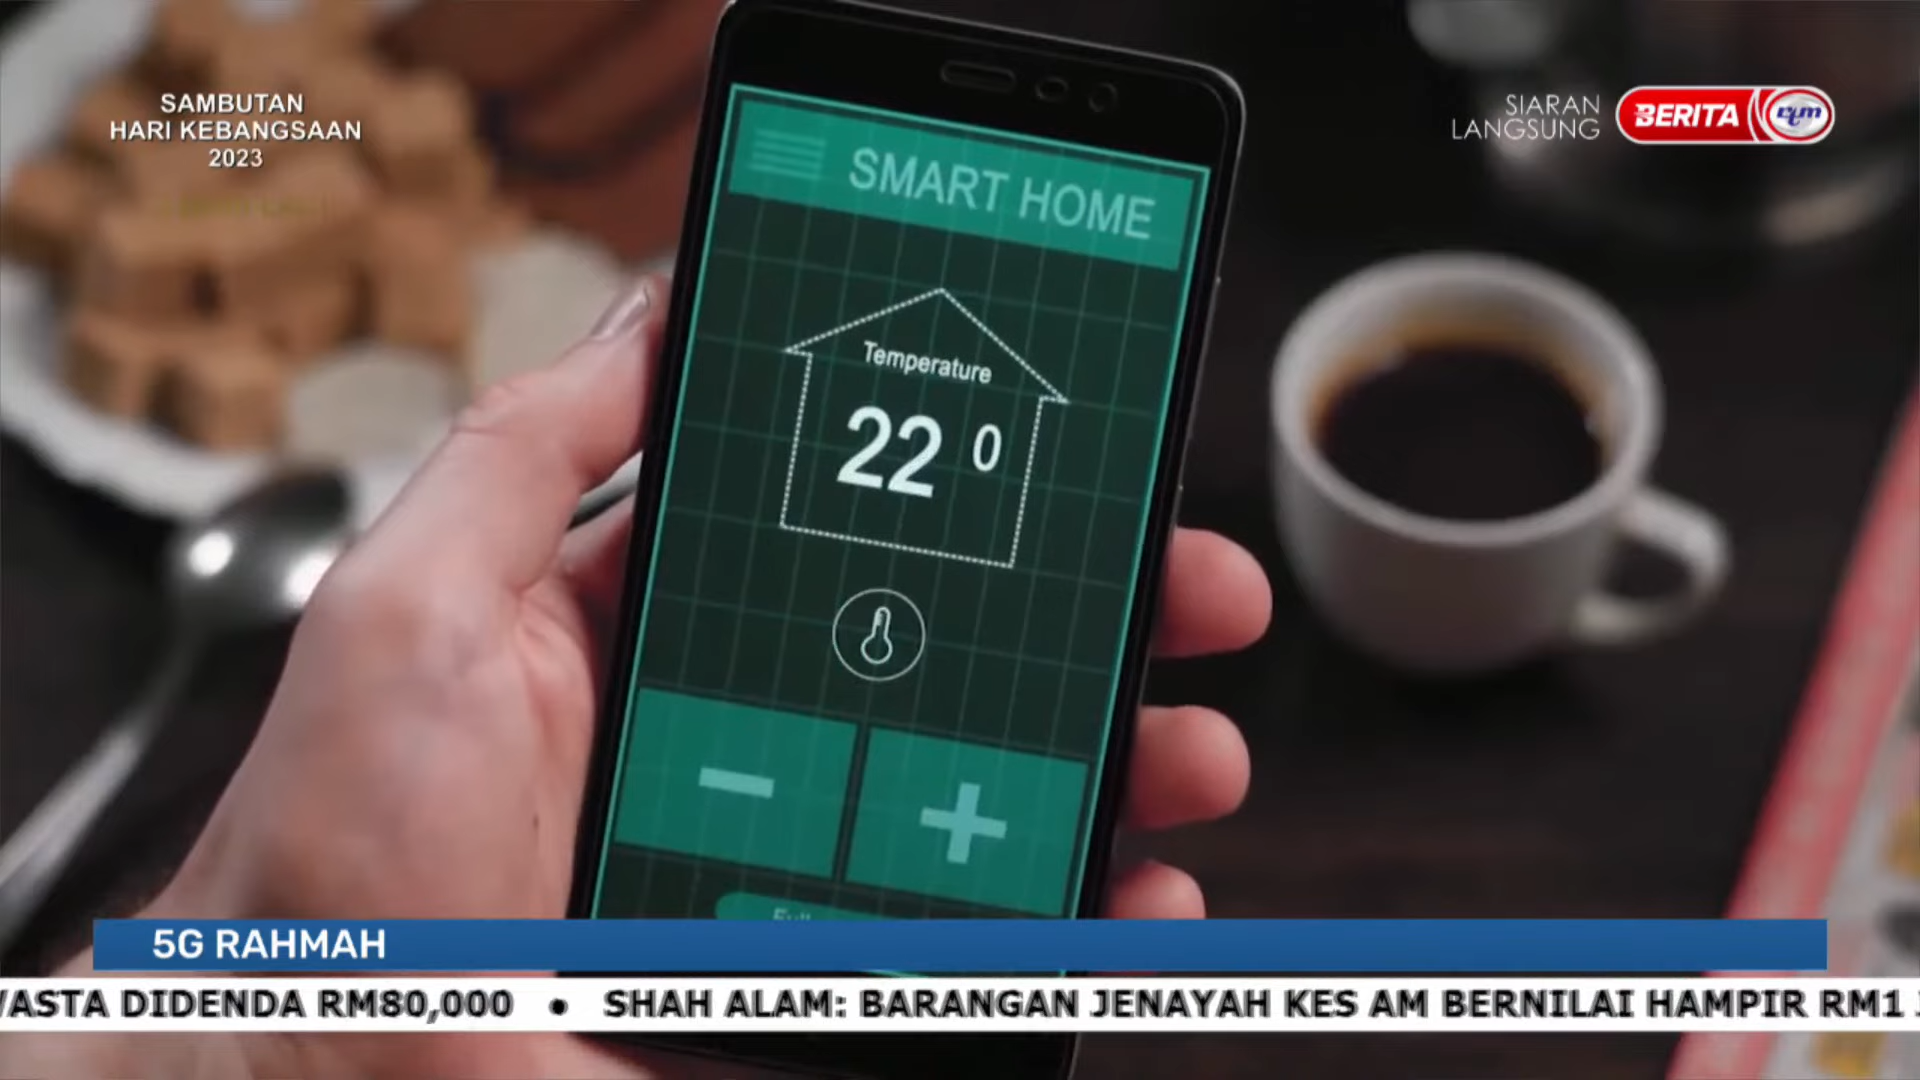 SAMBUTAN
HARI KEBANGSAAN
2023
SIARAN
LANGSUNG
BERITA rtm
SMART HOME
Temperature
22 0
5G RAHMAH
DIDENDA RM80,000 • SHAH ALAM: BARANGAN JENAYAH KES AM BERNILAI HAMPIR RM1